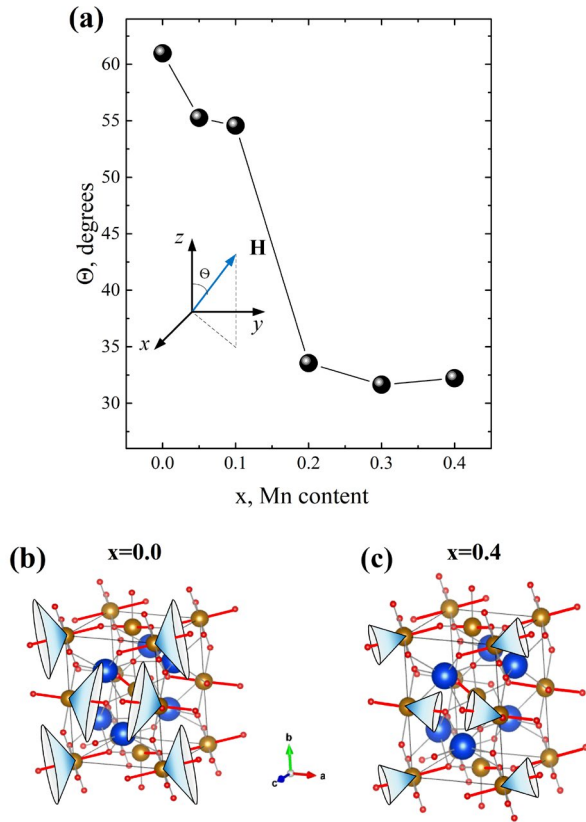 (a)
60
55
50
45
40
35
30
Θ, degrees
z
Θ
H
y
x
0.0
0.1
0.2
0.3
0.4
x, Mn content
(b)
x=0.0
(c)
x=0.4
b
c
a